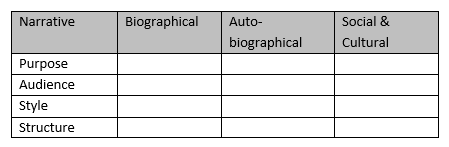 Narrative Biographical Auto- Social &
biographical Cultural
Purpose
Audience
Style
Structure